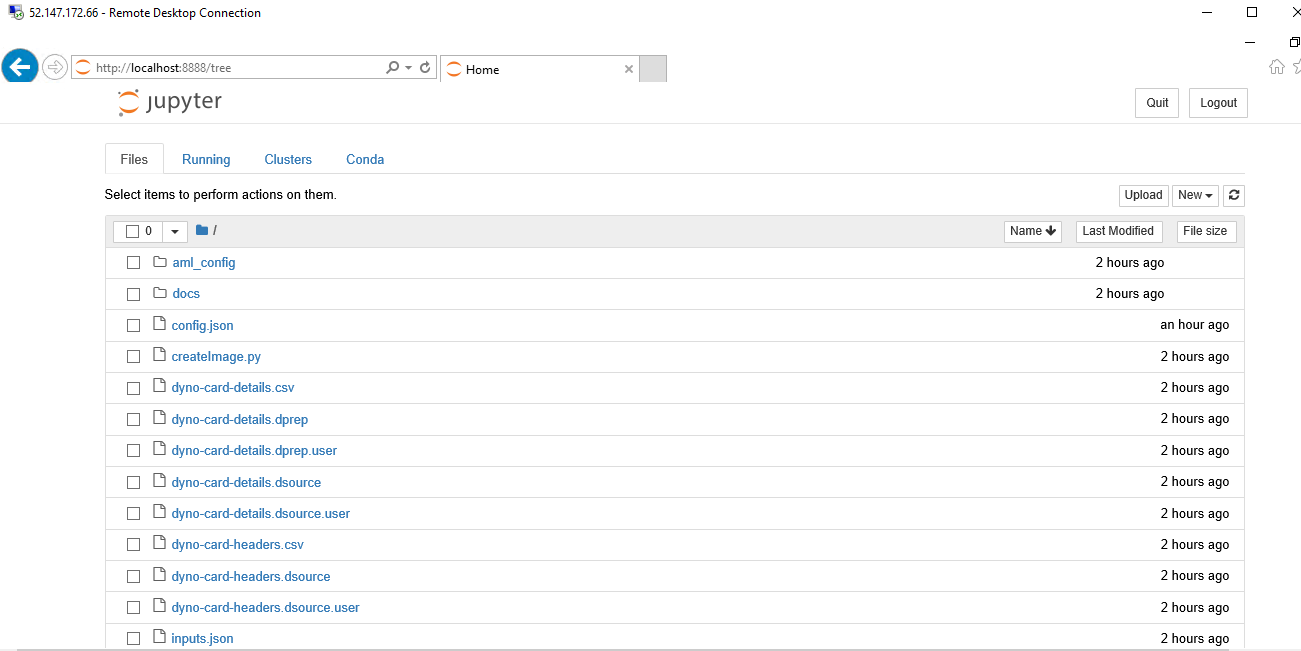 52.147.172.66 - Remote Desktop Connection
http://localhost:8888/tree
Home
jupyter
Quit Logout
Files Running Clusters Conda
Select items to perform actions on them.
Upload New
0 / Name Last Modified File size
aml_config 2 hours ago
docs 2 hours ago
config.json an hour ago
createImage.py 2 hours ago
dyno-card-details.csv 2 hours ago
dyno-card-details.dprep 2 hours ago
dyno-card-details.dprep.user 2 hours ago
dyno-card-details.dsource 2 hours ago
dyno-card-details.dsource.user 2 hours ago
dyno-card-headers.csv 2 hours ago
dyno-card-headers.dsource 2 hours ago
dyno-card-headers.dsource.user 2 hours ago
inputs.json 2 hours ago